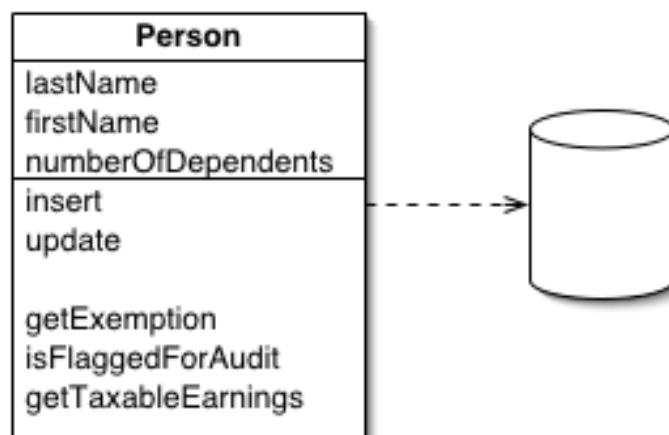 Person
lastName
firstName
numberOfDependents
insert
update
getExemption
isFlaggedForAudit
getTaxableEarnings